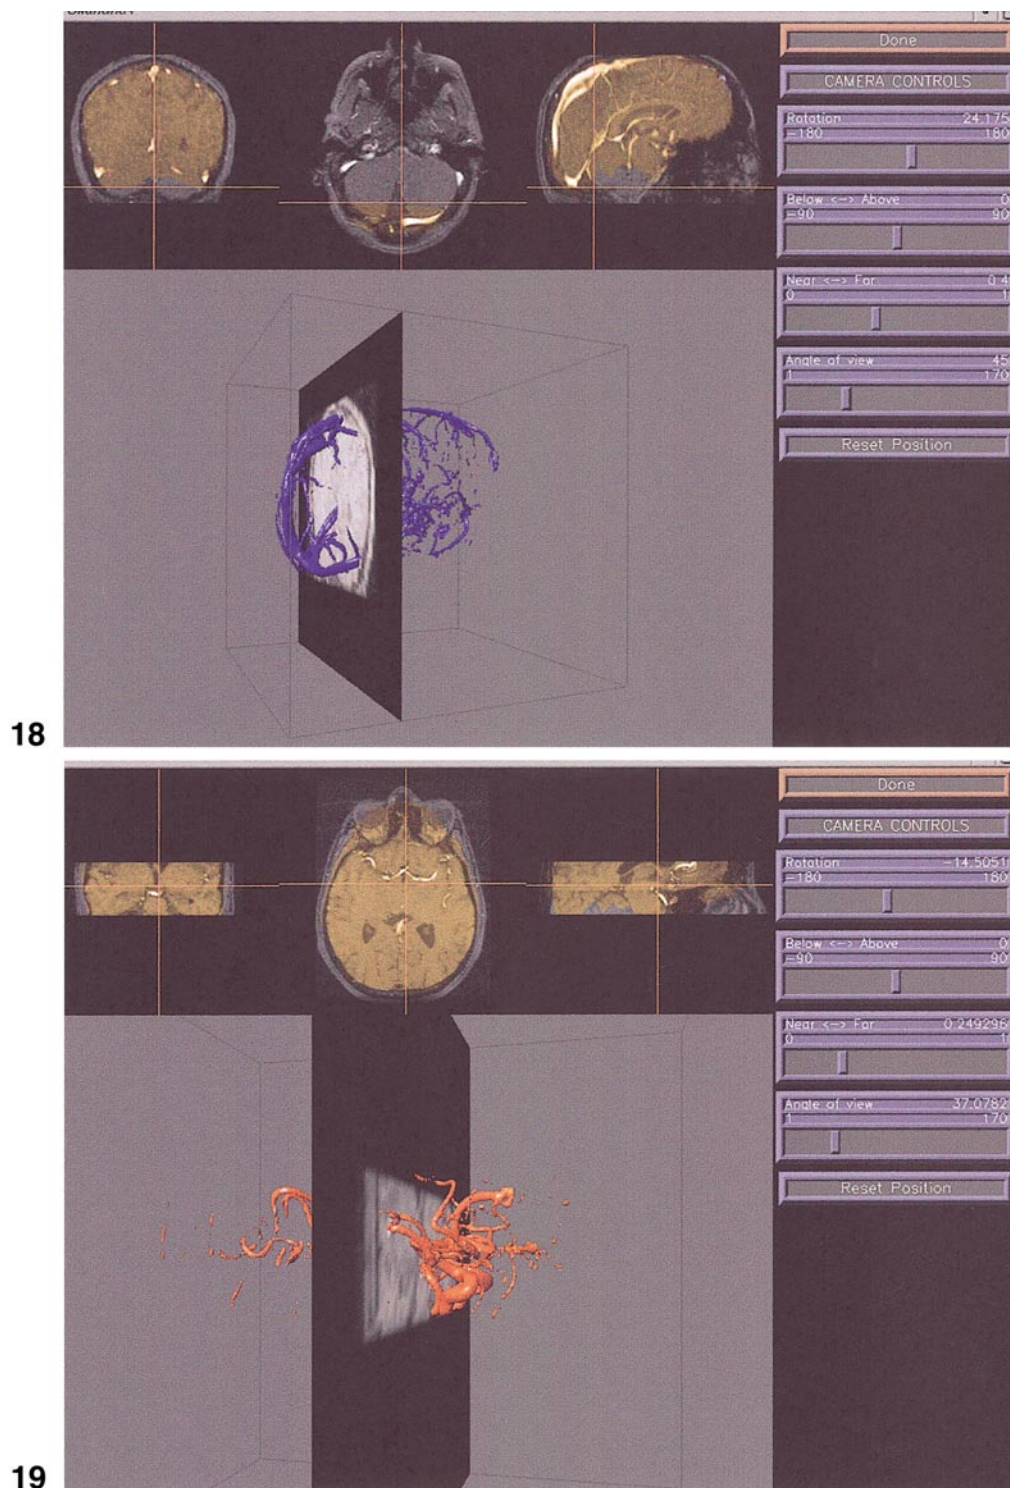 Done
CAMERA CONTROLS
Rotation 24.175
-180 180
Below <-> Above 0
-90 90
Near <-> Far 0.4
0 1
Angle of view 45
1 170
Reset Position
18
Done
CAMERA CONTROLS
Rotation -14.5051
-180 180
Below <-> Above 0
-90 90
Near <-> Far 0.249296
0 1
Angle of view 37.0782
1 170
Reset Position
19